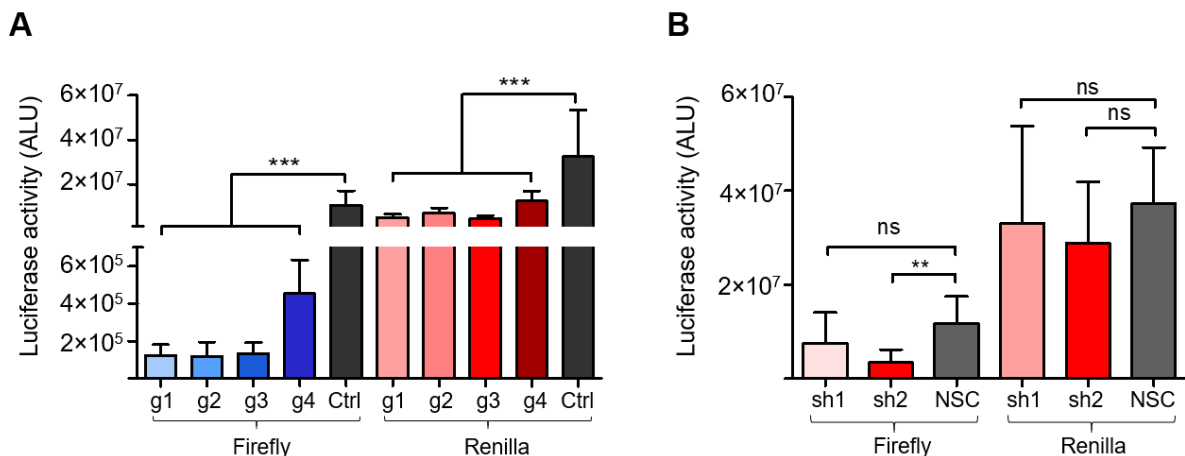 A
Luciferase activity (ALU)
6×10⁷
4×10⁷
2×10⁷
6×10⁵
4×10⁵
2×10⁵
***
***
g1 g2 g3 g4 Ctrl g1 g2 g3 g4 Ctrl
Firefly Renilla
B
Luciferase activity (ALU)
6×10⁷
4×10⁷
2×10⁷
ns
**
ns
ns
sh1 sh2 NSC sh1 sh2 NSC
Firefly Renilla